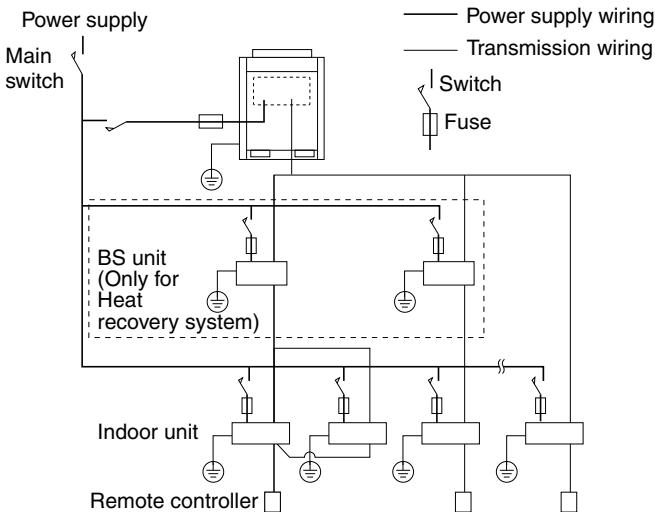 Power supply
Main
switch
Power supply wiring
Transmission wiring
Switch
Fuse
BS unit
(Only for
Heat
recovery system)
Indoor unit
Remote controller